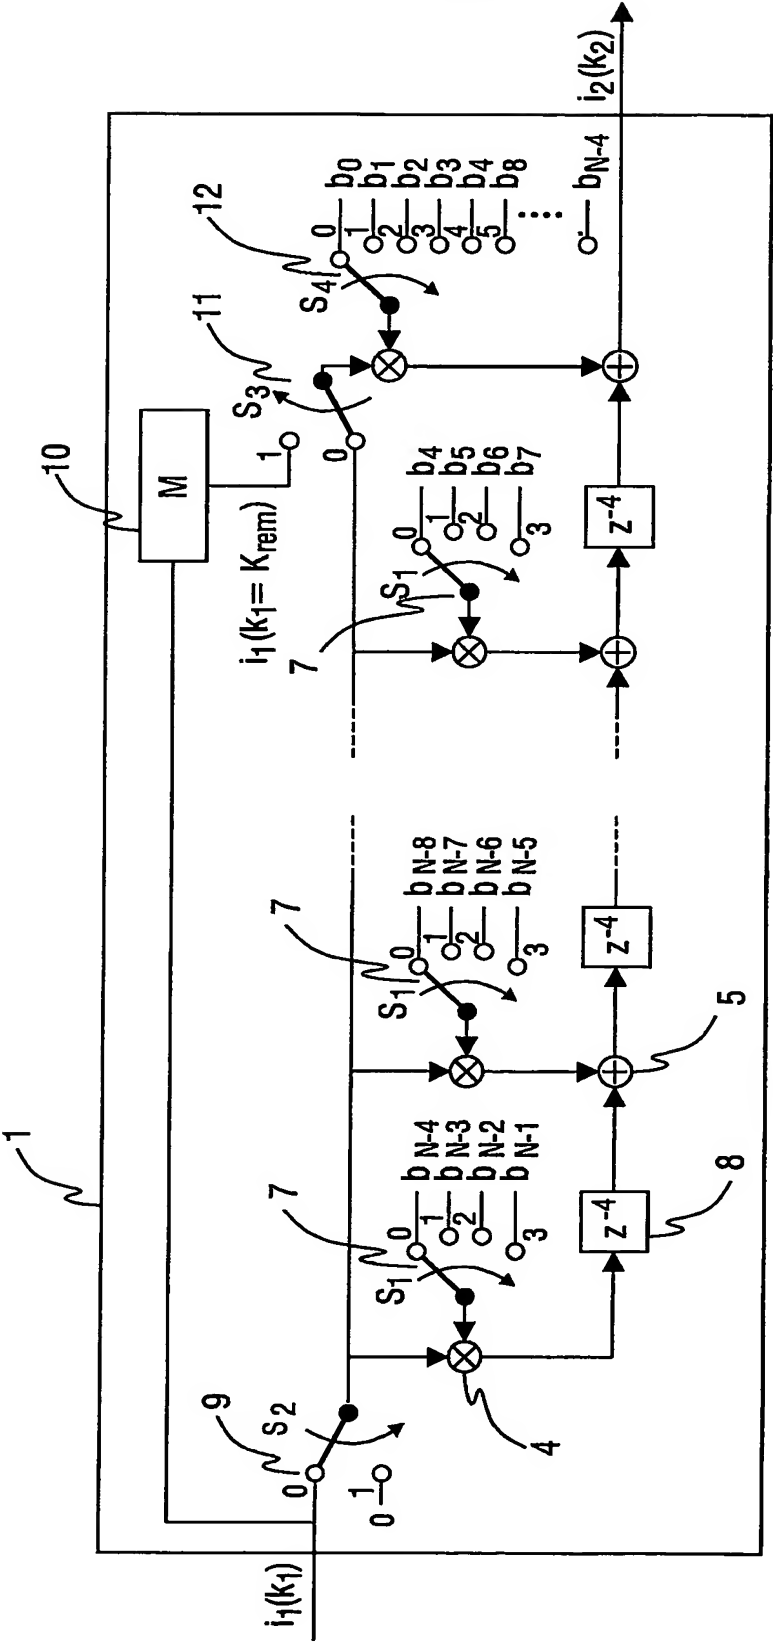 1
10
M
i1(k1= Krem)
i1(k1)
9
S2
0
1
0
4
7
S1
0
1
2
3
bN-4
bN-3
bN-2
bN-1
8
z-4
7
S1
0
1
2
3
bN-8
bN-7
bN-6
bN-5
5
z-4
7
S1
0
1
2
3
b4
b5
b6
b7
z-4
11
S3
1
0
12
S4
0
1
2
3
4
5
b0
b1
b2
b3
b4
b8
bN-4
i2(k2)